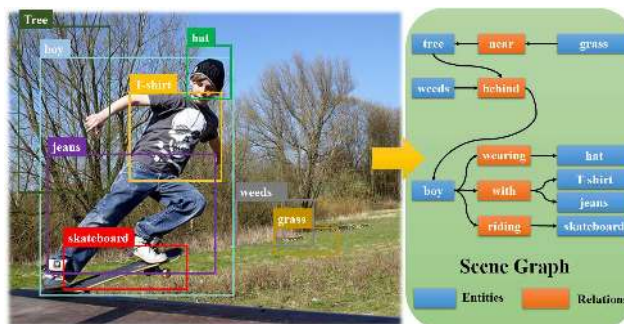 Tree
hat
boy
T-shirt
jeans
weeds
grass
skateboard
tree
near
grass
weeds
behind
wearing
hat
boy
with
T-shirt
jeans
riding
skateboard
Scene Graph
Entities
Relation